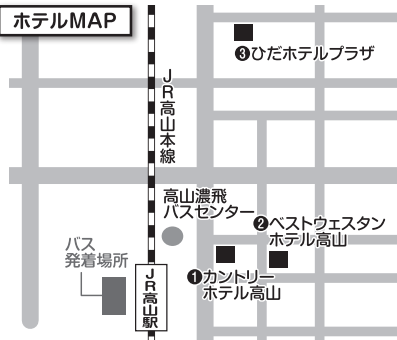 ホテルMAP
❸ひだホテルプラザ
JR高山本線
高山濃飛
バスセンター
❷ベストウェスタン
ホテル高山
バス
発着場所
❶カントリー
ホテル高山
JR高山駅